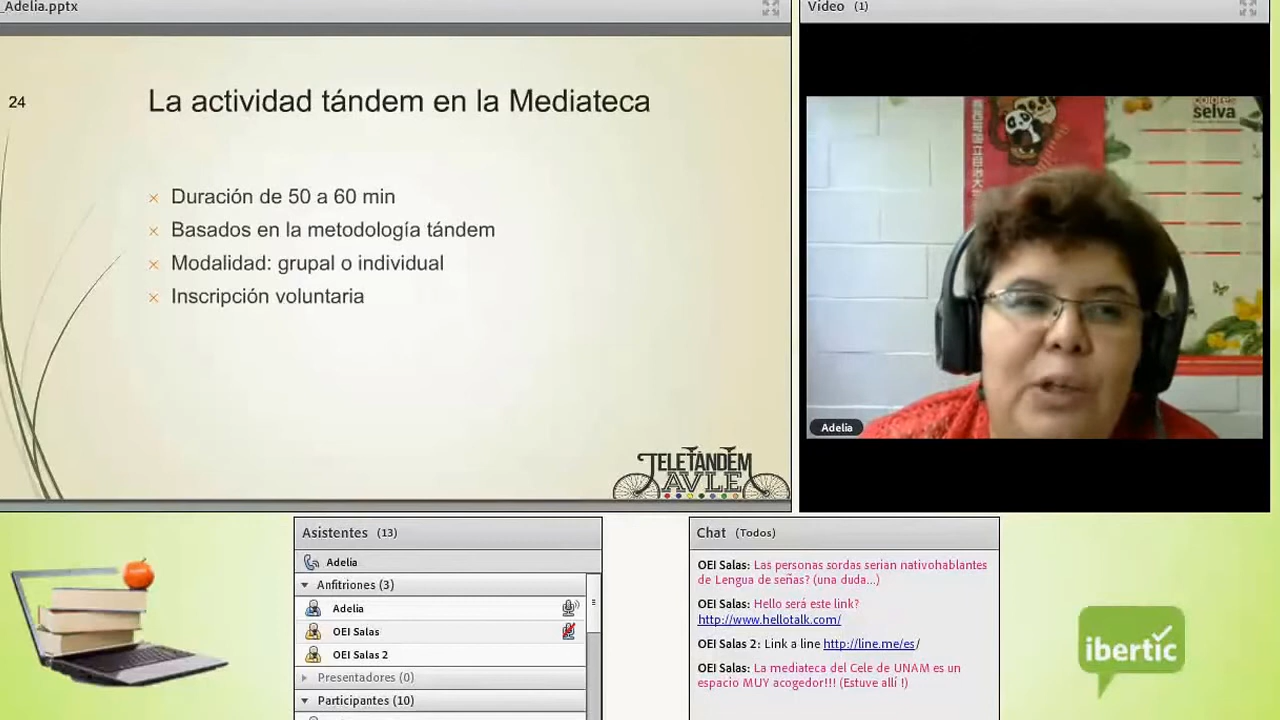 _Adelia.pptx
24
La actividad tándem en la Mediateca
Duración de 50 a 60 min
Basados en la metodología tándem
Modalidad: grupal o individual
Inscripción voluntaria
TELETANDEM
AVLE
Vídeo (1)
selva
Adelia
Asistentes (13)
Adelia
Anfitriones (3)
Adelia
OEI Salas
OEI Salas 2
Presentadores (0)
Participantes (10)
Chat (Todos)
OEI Salas: Las personas sordas serian nativohablantes
de Lengua de señas? (una duda...)
OEI Salas: Hello será este link?
http://www.hellotalk.com/
OEI Salas 2: Link a line http://line.me/es/
OEI Salas: La mediateca del Cele de UNAM es un
espacio MUY acogedor!!! (Estuve allí !)
ibertic